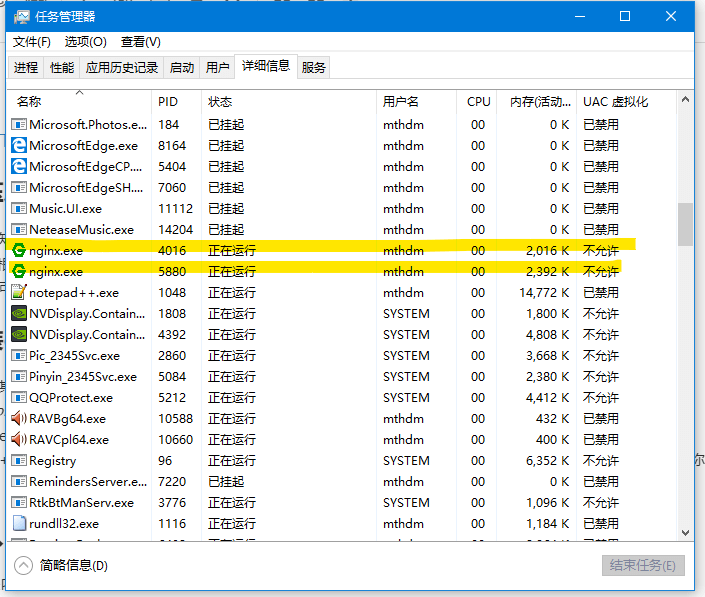 任务管理器
文件(F) 选项(O) 查看(V)
进程 性能 应用历史记录 启动 用户 详细信息 服务
名称 PID 状态 用户名 CPU 内存(活动... UAC 虚拟化
Microsoft.Photos.e... 184 已挂起 mthdm 00 0 K 已禁用
MicrosoftEdge.exe 8164 已挂起 mthdm 00 0 K 已禁用
MicrosoftEdgeCP.... 5404 已挂起 mthdm 00 0 K 已禁用
MicrosoftEdgeSH.... 7060 已挂起 mthdm 00 0 K 已禁用
Music.UI.exe 11112 已挂起 mthdm 00 0 K 已禁用
NeteaseMusic.exe 14204 已挂起 mthdm 00 0 K 已禁用
nginx.exe 4016 正在运行 mthdm 00 2,016 K 不允许
nginx.exe 5880 正在运行 mthdm 00 2,392 K 不允许
notepad++.exe 1048 正在运行 mthdm 00 14,772 K 已禁用
NVDisplay.Contain... 1808 正在运行 SYSTEM 00 1,800 K 不允许
NVDisplay.Contain... 4392 正在运行 SYSTEM 00 4,808 K 不允许
Pic_2345Svc.exe 2860 正在运行 SYSTEM 00 3,668 K 不允许
Pinyin_2345Svc.exe 5084 正在运行 SYSTEM 00 2,380 K 不允许
QQProtect.exe 5212 正在运行 SYSTEM 00 4,412 K 不允许
RAVBg64.exe 10588 正在运行 mthdm 00 432 K 已禁用
RAVCpl64.exe 10660 正在运行 mthdm 00 400 K 已禁用
Registry 96 正在运行 SYSTEM 00 6,352 K 不允许
RemindersServer.e... 7220 已挂起 mthdm 00 0 K 已禁用
RtkBtManServ.exe 3776 正在运行 SYSTEM 00 1,096 K 不允许
rundll32.exe 1116 正在运行 mthdm 00 1,184 K 已禁用
简略信息(D) 结束任务(E)